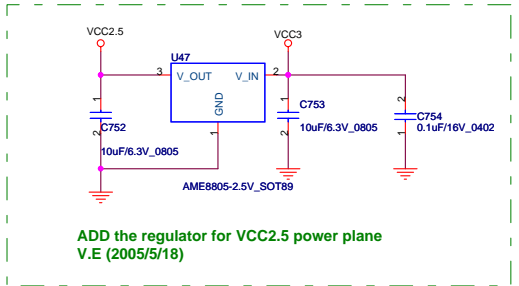 VCC2.5
VCC3
U47
3
V_OUT
V_IN
2
GND
1
1
C752
2
10uF/6.3V_0805
1
C753
10uF/6.3V_0805
2
2
C754
0.1uF/16V_0402
1
AME8805-2.5V_SOT89
ADD the regulator for VCC2.5 power plane
V.E (2005/5/18)